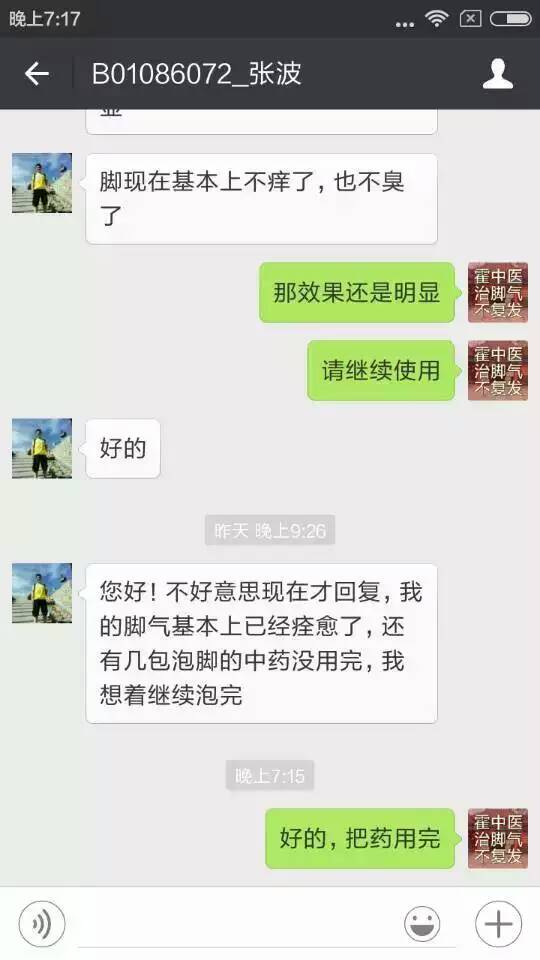 晚上7:17
B01086072_张波
显
脚现在基本上不痒了，也不臭
了
那效果还是明显
霍中医
治脚气
不复发
请继续使用
霍中医
治脚气
不复发
好的
昨天 晚上9:26
您好！不好意思现在才回复，我
的脚气基本上已经痊愈了，还
有几包泡脚的中药没用完，我
想着继续泡完
晚上7:15
好的，把药用完
霍中医
治脚气
不复发